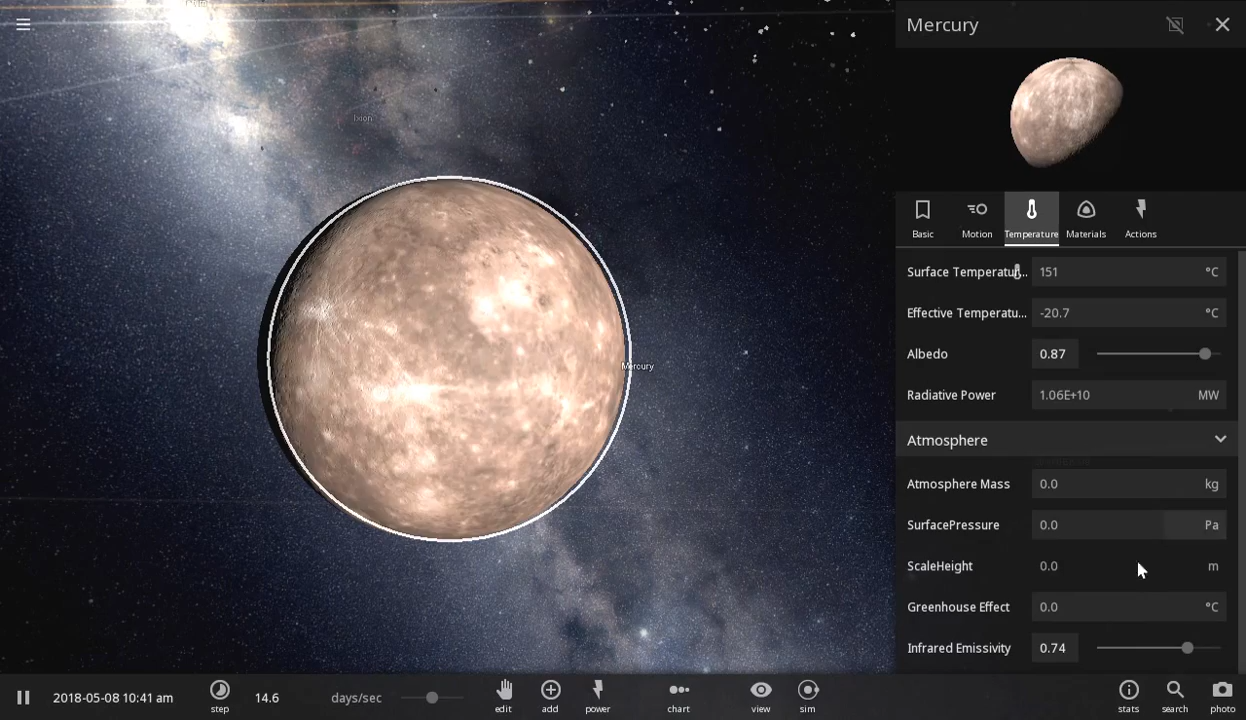 Mercury
Ixion
Mercury
Basic
Motion
Temperature
Materials
Actions
Surface Temperatu... 151 °C
Effective Temperatu... -20.7 °C
Albedo 0.87
Radiative Power 1.06E+10 MW
Atmosphere
Atmosphere Mass 0.0 kg
SurfacePressure 0.0 Pa
ScaleHeight 0.0 m
Greenhouse Effect 0.0 °C
Infrared Emissivity 0.74
2018-05-08 10:41 am
step
14.6 days/sec
edit
add
power
chart
view
sim
stats
search
photo